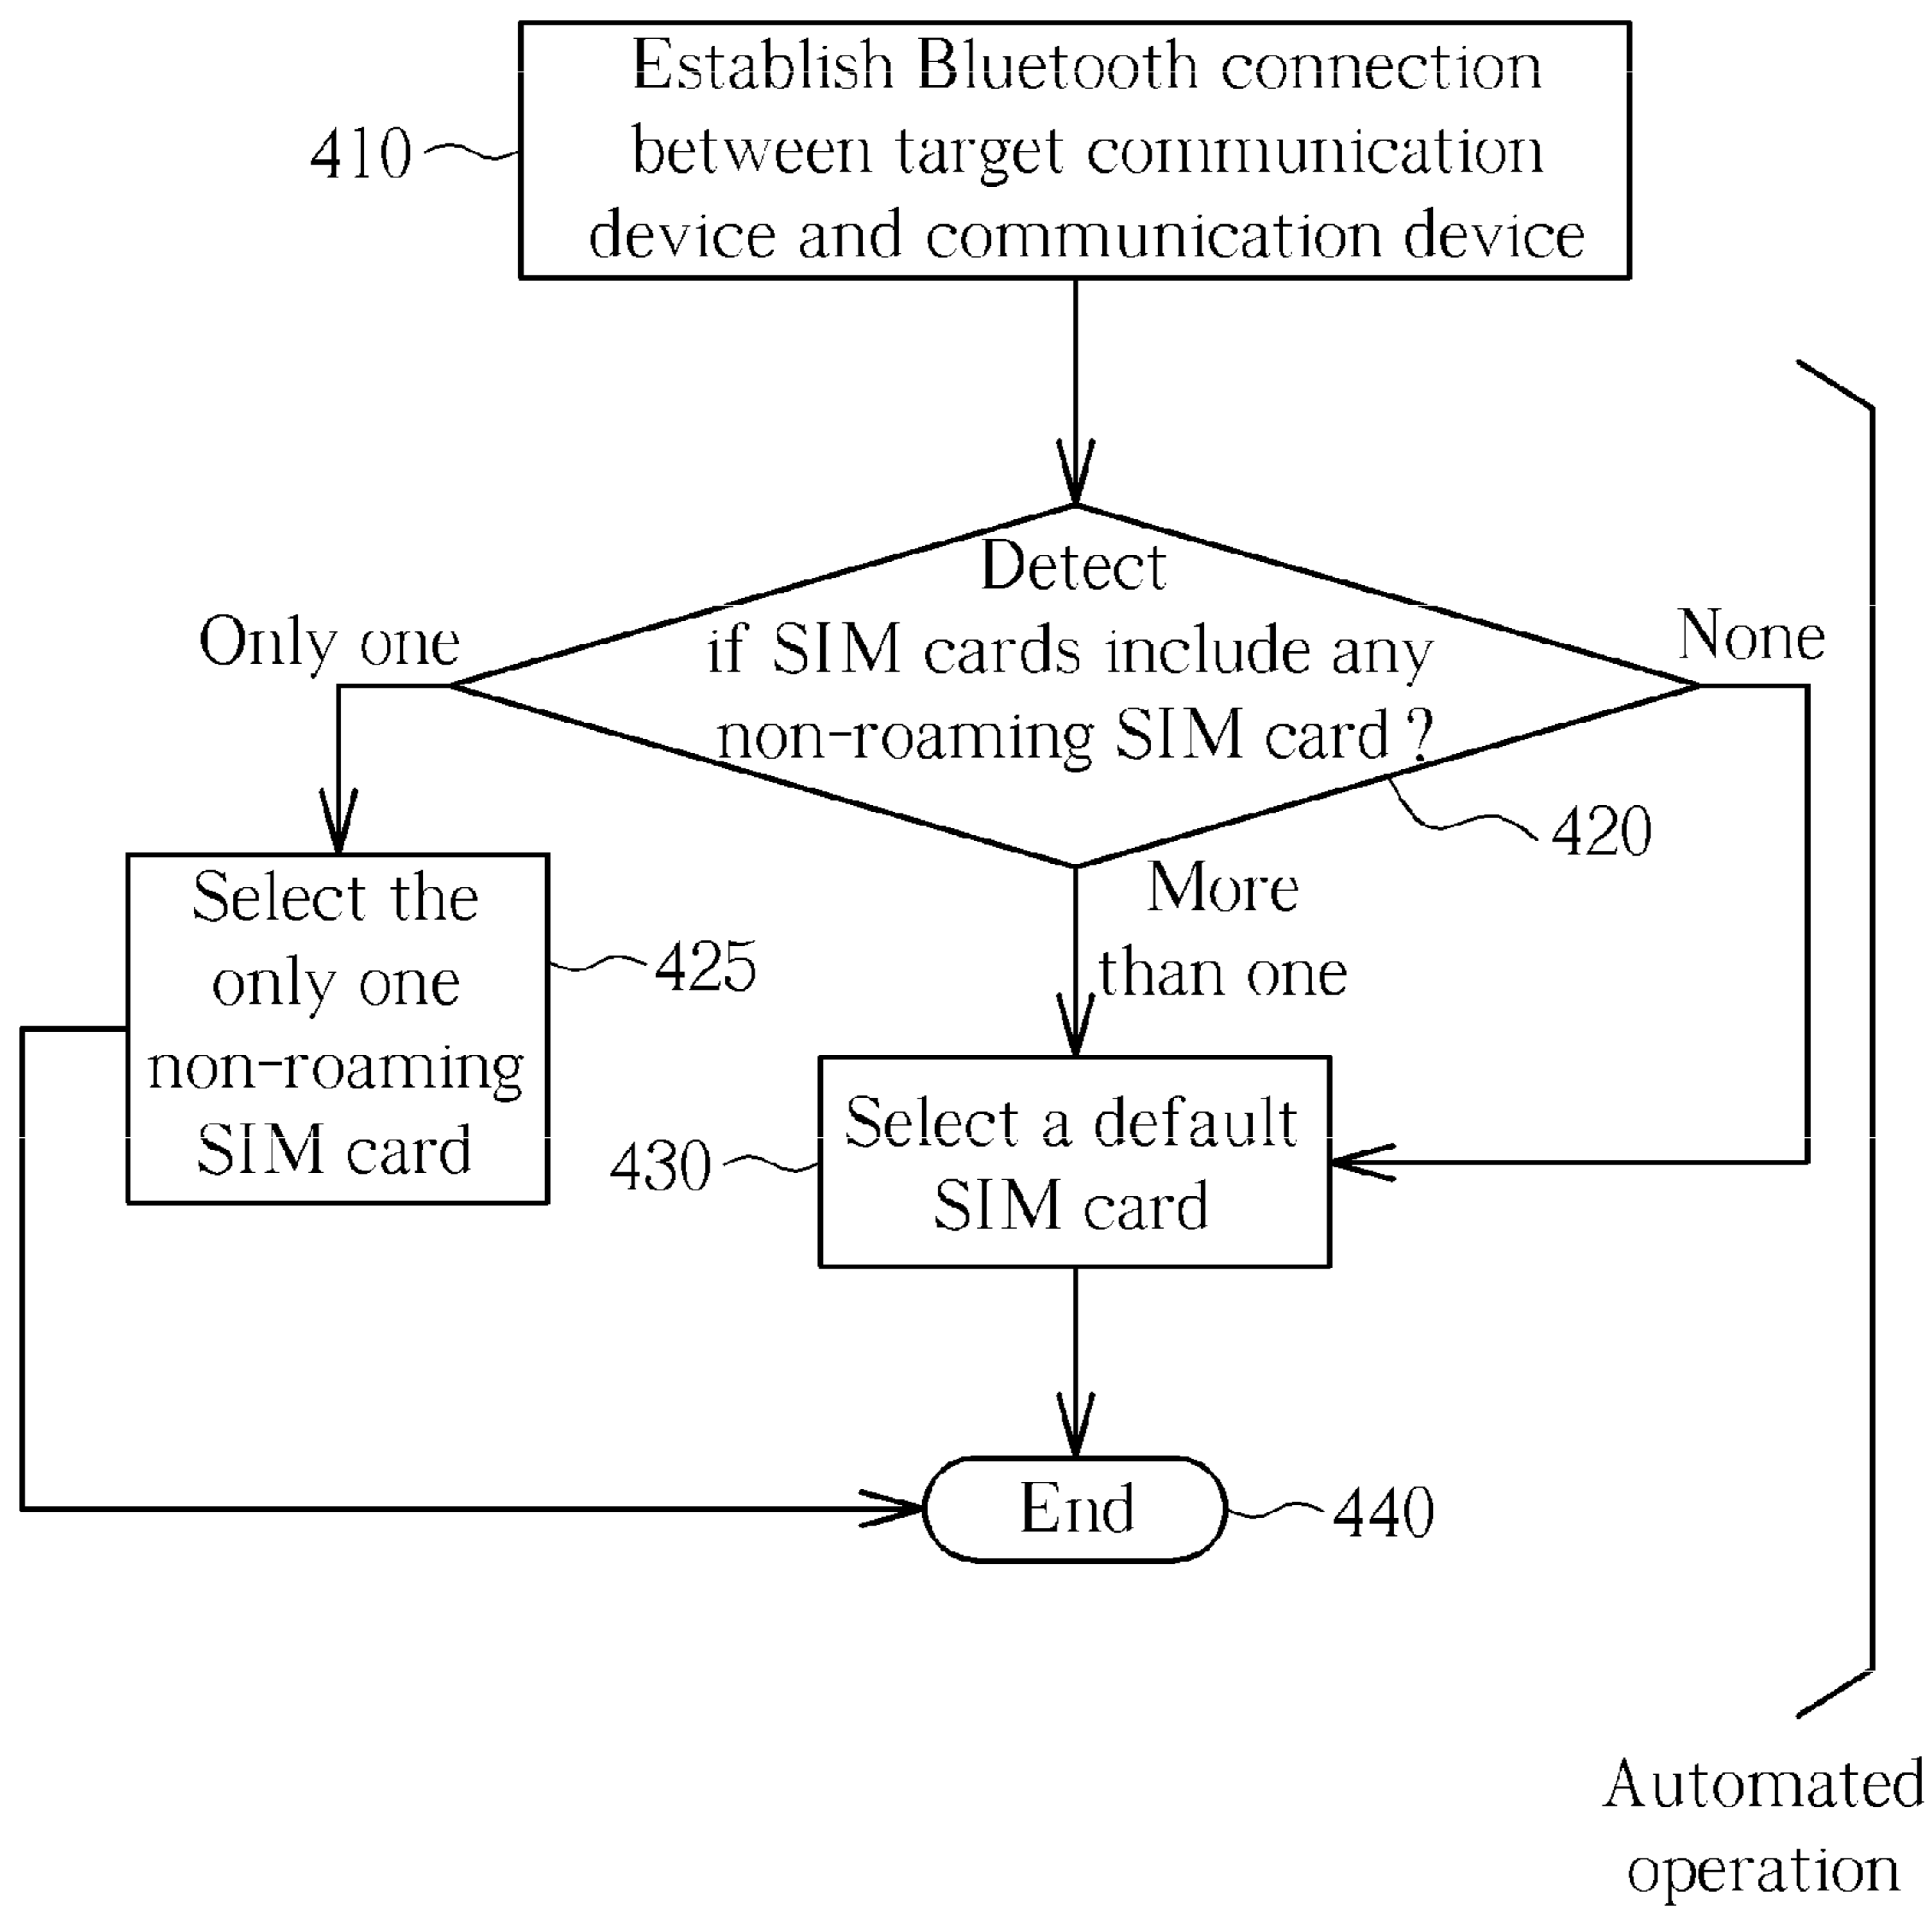 Establish Bluetooth connection
between target communication
device and communication device
410
Detect
if SIM cards include any
non-roaming SIM card ?
Only one
None
420
More
than one
Select the
only one
non-roaming
SIM card
425
Select a default
SIM card
430
End
440
Automated
operation